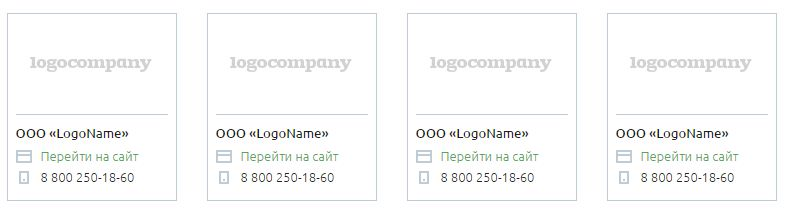 logocompany logocompany logocompany logocompany
ООО «LogoName» ООО «LogoName» ООО «LogoName» ООО «LogoName»
Перейти на сайт Перейти на сайт Перейти на сайт Перейти на сайт
8 800 250-18-60 8 800 250-18-60 8 800 250-18-60 8 800 250-18-60